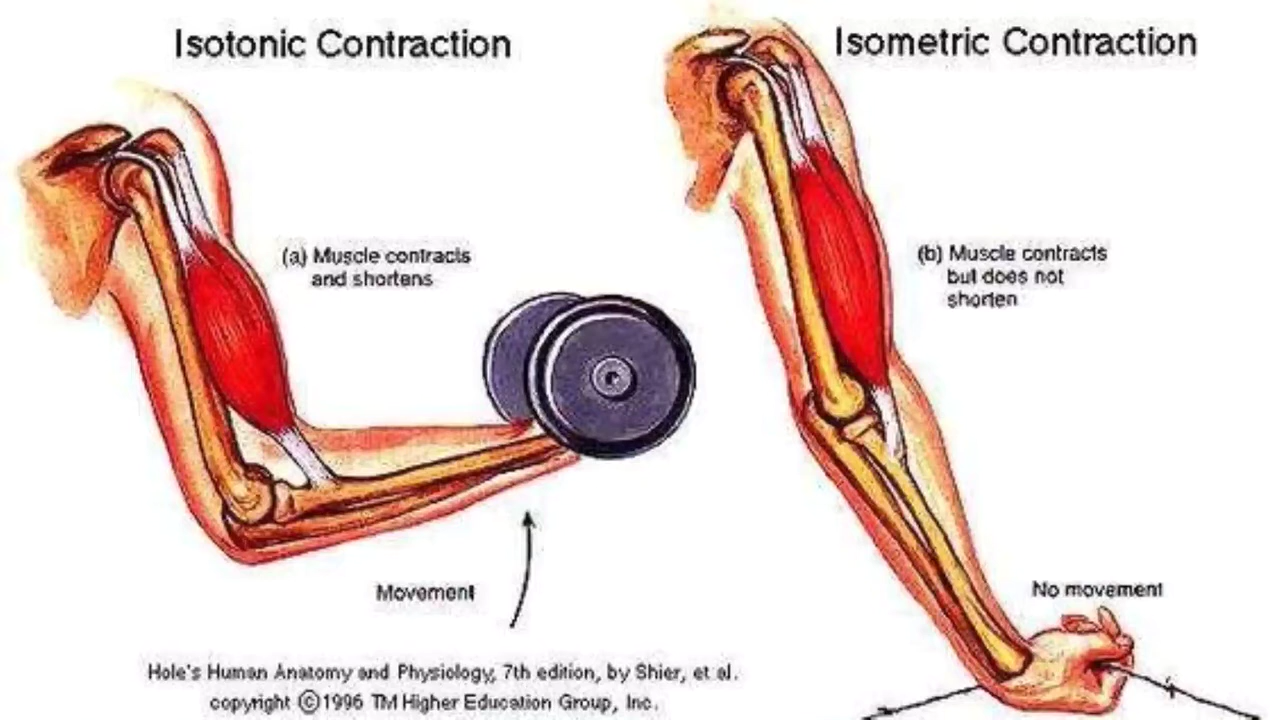 Isotonic Contraction
Isometric Contraction
(a) Muscle contracts
and shortens
(b) Muscle contracts
but does not
shorten
Movement
No movement
Hole's Human Anatomy and Physiology, 7th edition, by Shier, et al.
copyright ©1996 TM Higher Education Group, Inc.